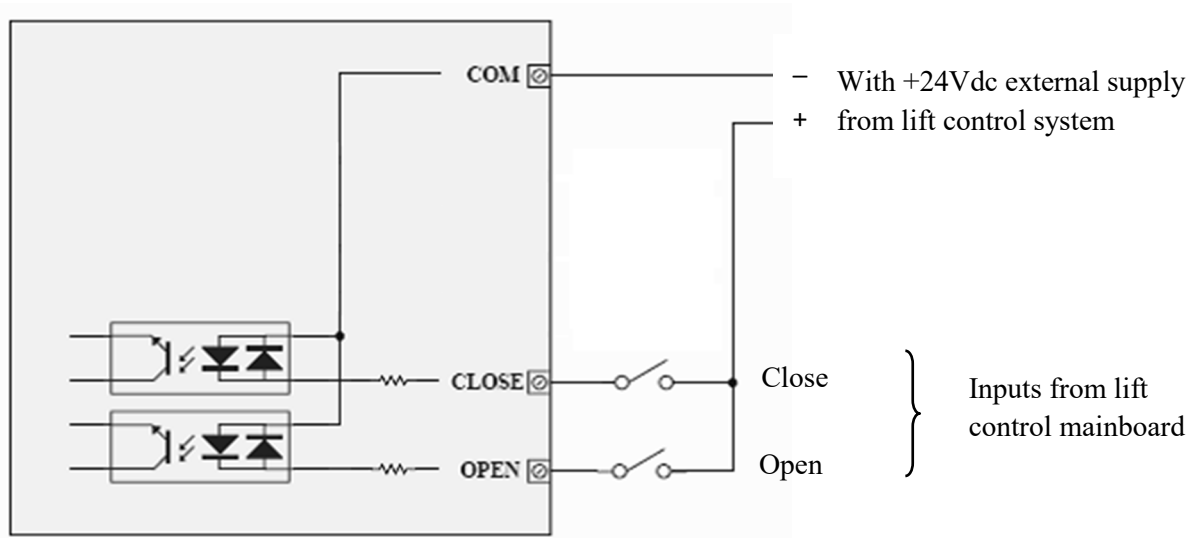 COM
− With +24Vdc external supply
+ from lift control system
CLOSE
Close
OPEN
Open
Inputs from lift
control mainboard